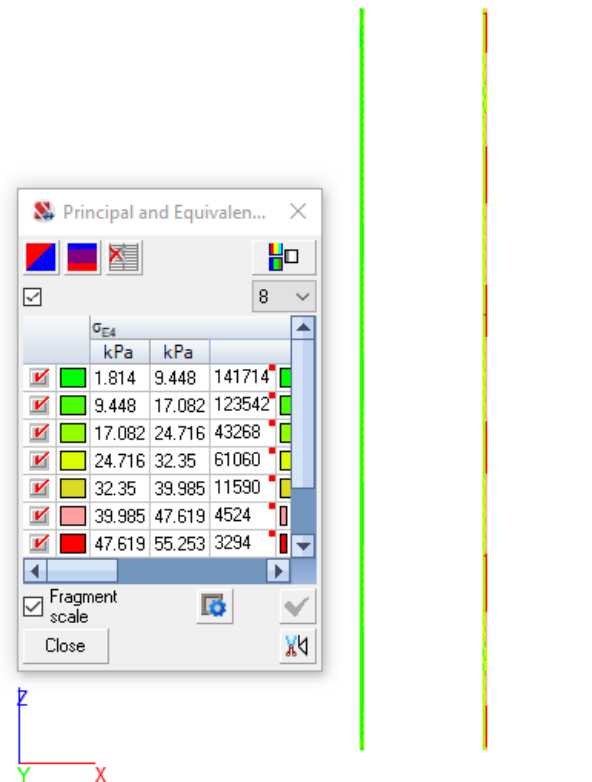 Principal and Equivalen...
8
σE4
kPa kPa
1.814 9.448 141714
9.448 17.082 123542
17.082 24.716 43268
24.716 32.35 61060
32.35 39.985 11590
39.985 47.619 4524
47.619 55.253 3294
Fragment
scale
Close
Z
Y X